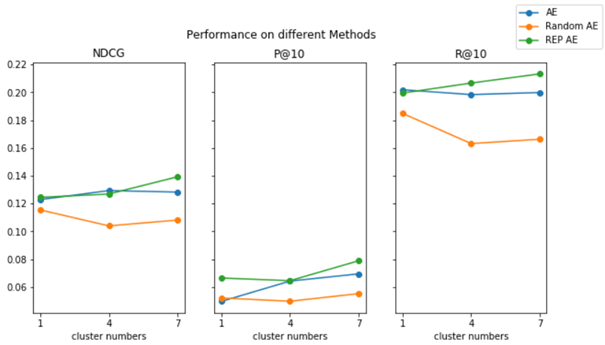 AE
Random AE
REP AE
Performance on different Methods
NDCG
P@10
R@10
0.22
0.20
0.18
0.16
0.14
0.12
0.10
0.08
0.06
1 4 7
1 4 7
1 4 7
cluster numbers
cluster numbers
cluster numbers